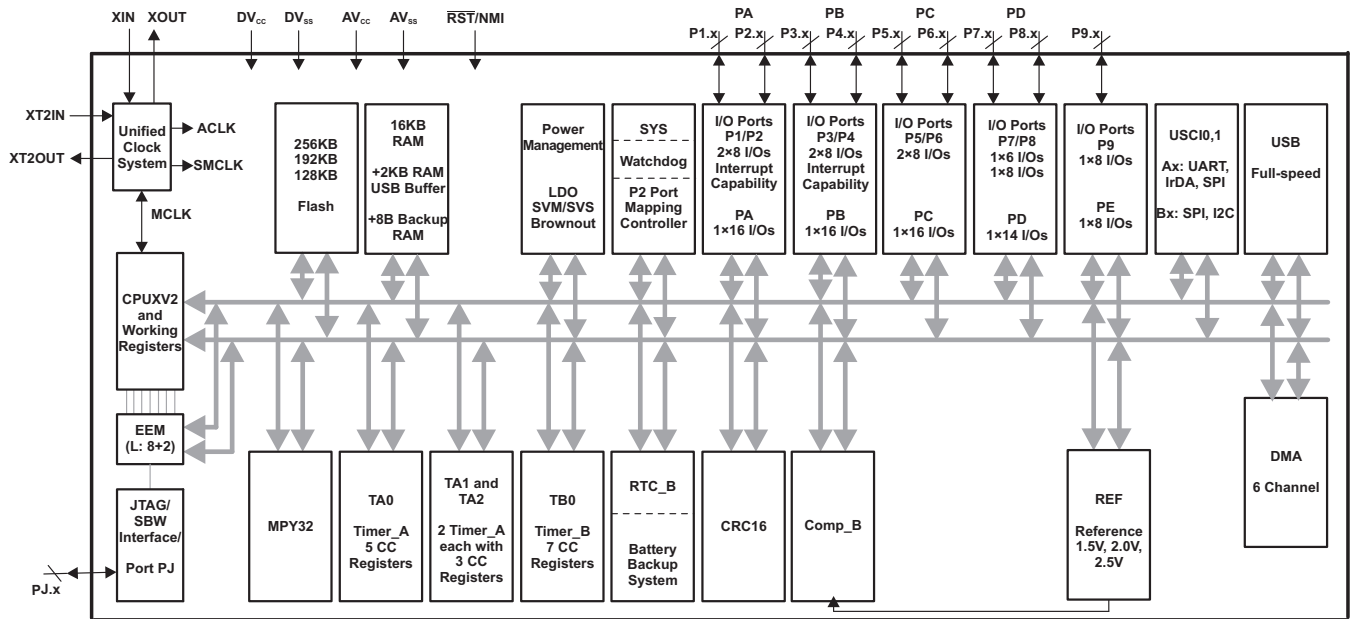 XIN XOUT DVCC DVSS AVCC AVSS RST/NMI
PA PB PC PD
P1.x P2.x P3.x P4.x P5.x P6.x P7.x P8.x P9.x
XT2IN
XT2OUT
Unified
Clock
System
ACLK
SMCLK
MCLK
256KB
192KB
128KB
Flash
16KB
RAM
+2KB RAM
USB Buffer
+8B Backup
RAM
Power
Management
LDO
SVM/SVS
Brownout
SYS
Watchdog
P2 Port
Mapping
Controller
I/O Ports
P1/P2
2×8 I/Os
Interrupt
Capability
PA
1×16 I/Os
I/O Ports
P3/P4
2×8 I/Os
Interrupt
Capability
PB
1×16 I/Os
I/O Ports
P5/P6
2×8 I/Os
PC
1×16 I/Os
I/O Ports
P7/P8
1×6 I/Os
1×8 I/Os
PD
1×14 I/Os
I/O Ports
P9
1×8 I/Os
PE
1×8 I/Os
USCI0,1
Ax: UART,
IrDA, SPI
Bx: SPI, I2C
USB
Full-speed
CPUXV2
and
Working
Registers
EEM
(L: 8+2)
JTAG/
SBW
Interface/
Port PJ
PJ.x
MPY32
TA0
Timer_A
5 CC
Registers
TA1 and
TA2
2 Timer_A
each with
3 CC
Registers
TB0
Timer_B
7 CC
Registers
RTC_B
Battery
Backup
System
CRC16
Comp_B
REF
Reference
1.5V, 2.0V,
2.5V
DMA
6 Channel